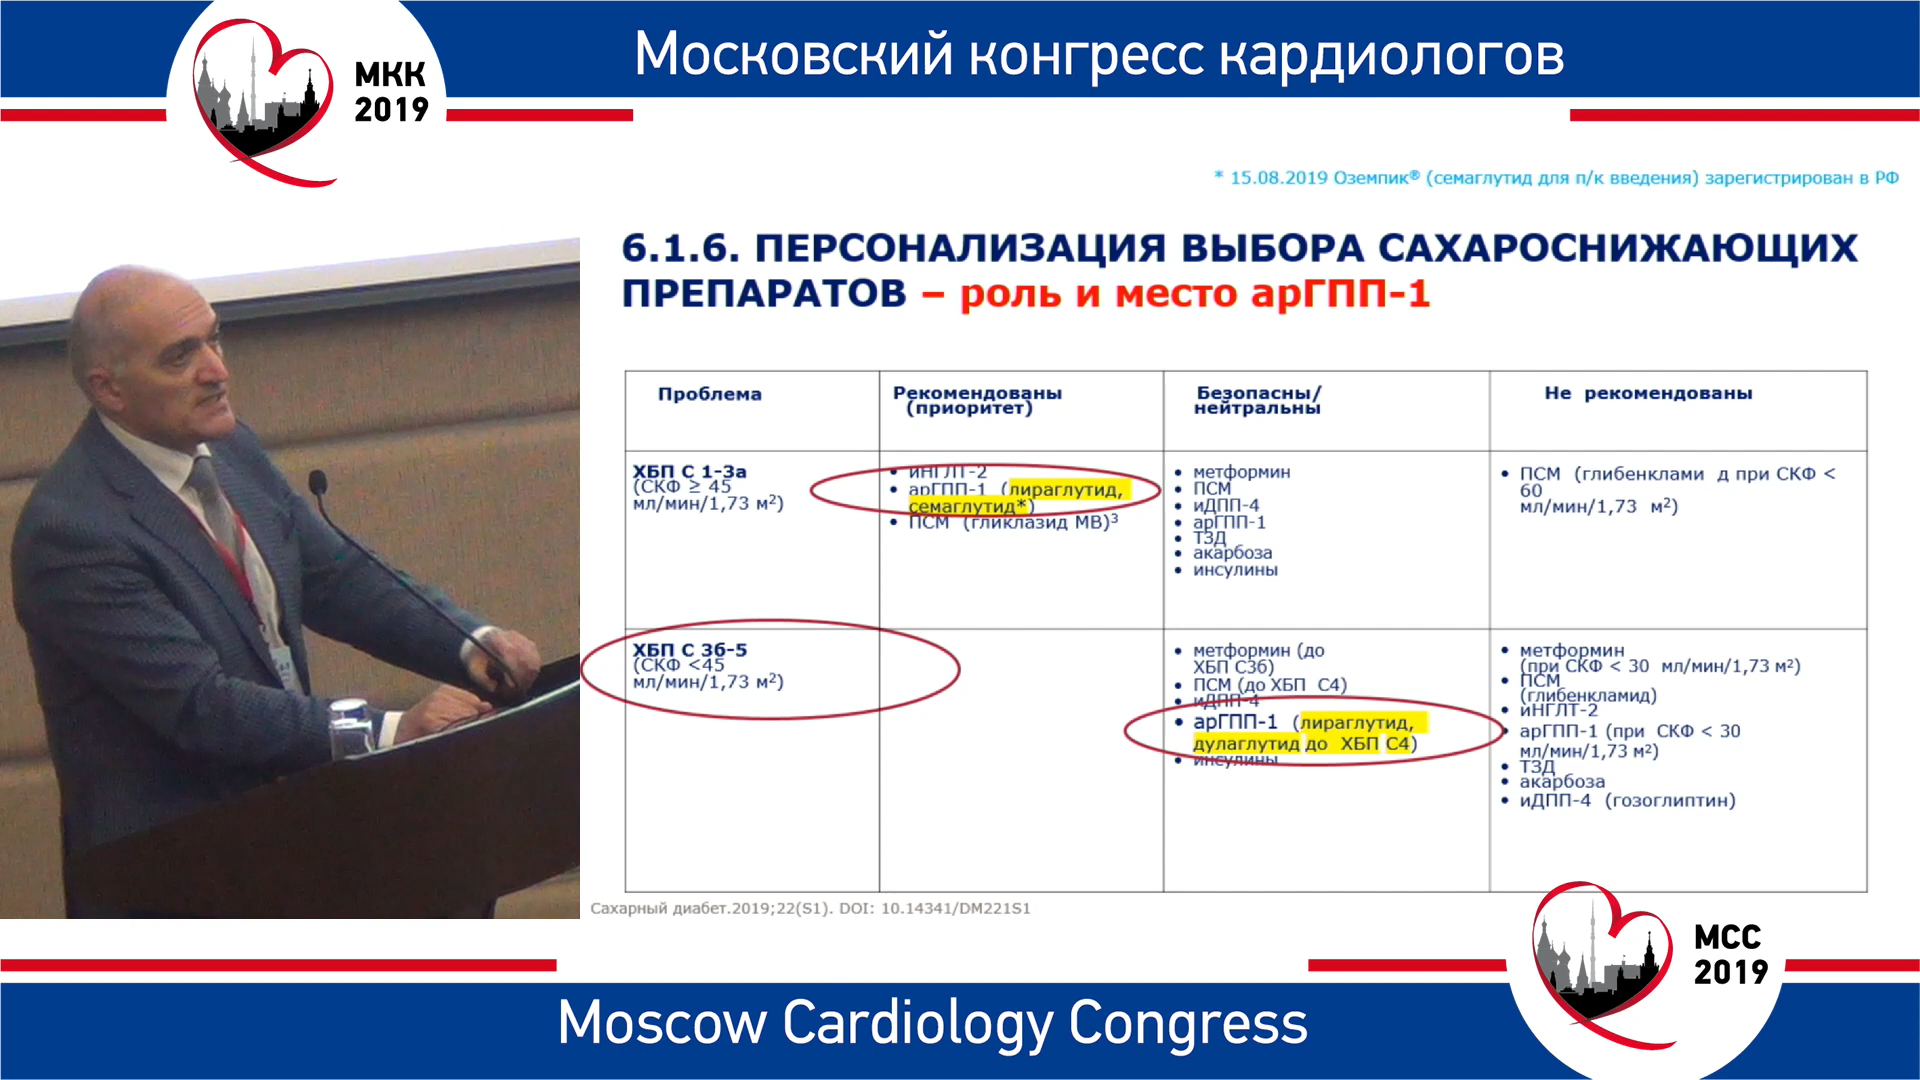 МКК
2019
Московский конгресс кардиологов
* 15.08.2019 Оземпик® (семаглутид для п/к введения) зарегистрирован в РФ
6.1.6. ПЕРСОНАЛИЗАЦИЯ ВЫБОРА САХАРОСНИЖАЮЩИХ
ПРЕПАРАТОВ – роль и место арГПП-1
Проблема
Рекомендованы
(приоритет)
Безопасны/
нейтральны
Не рекомендованы
ХБП С 1-3а
(СКФ ≥ 45
мл/мин/1,73 м²)
• иНГЛТ-2
• арГПП-1 (лираглутид,
семаглутид*)
• ПСМ (гликлазид МВ)³
• метформин
• ПСМ
• иДПП-4
• арГПП-1
• ТЗД
• акарбоза
• инсулины
• ПСМ (глибенклами д при СКФ <
60
мл/мин/1,73 м²)
ХБП С 3б-5
(СКФ <45
мл/мин/1,73 м²)
• метформин (до
ХБП С3б)
• ПСМ (до ХБП С4)
• иДПП-4
• арГПП-1 (лираглутид,
дулаглутид до ХБП С4)
• инсулины
• метформин
(при СКФ < 30 мл/мин/1,73 м²)
• ПСМ
(глибенкламид)
• иНГЛТ-2
• арГПП-1 (при СКФ < 30
мл/мин/1,73 м²)
• ТЗД
• акарбоза
• иДПП-4 (гозоглиптин)
Сахарный диабет.2019;22(S1). DOI: 10.14341/DM221S1
MCC
2019
Moscow Cardiology Congress